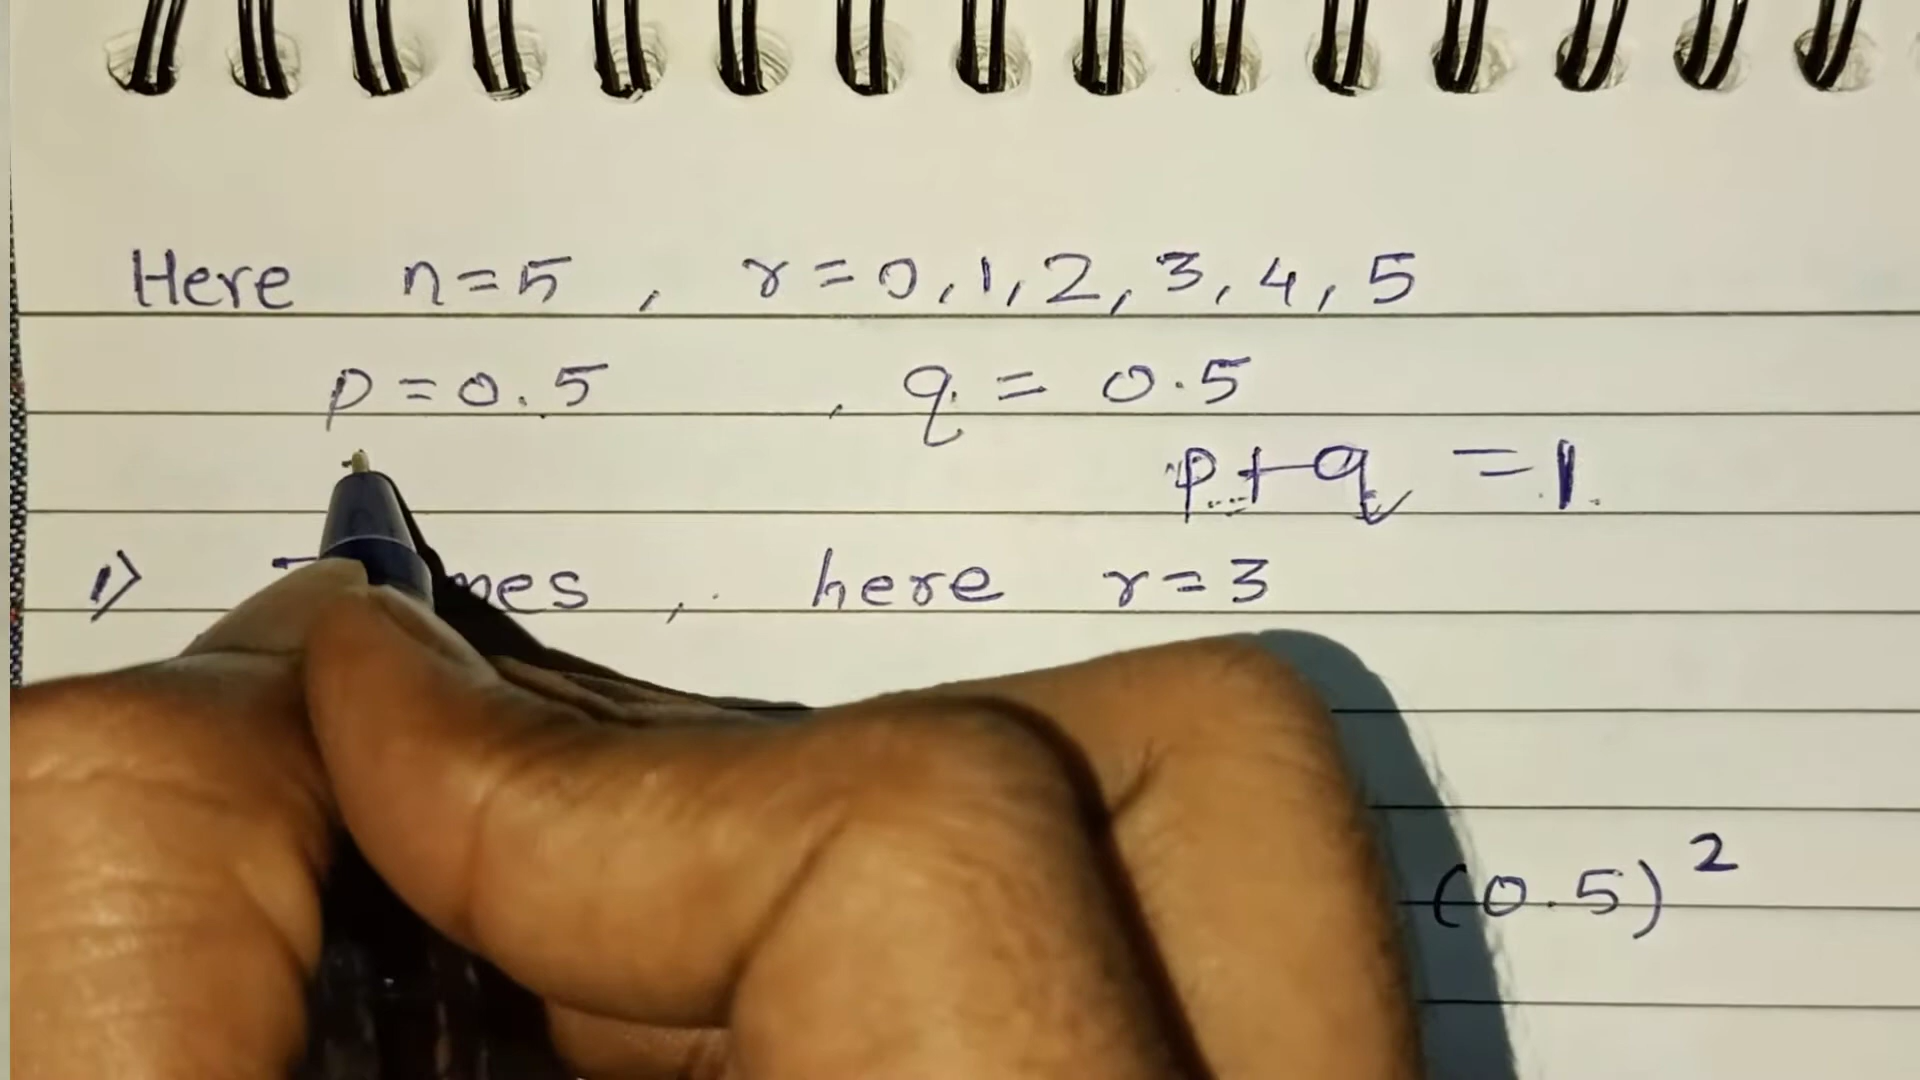 Here n=5 , r=0,1,2,3,4,5
p=0.5 , q = 0.5
p+q =1
1) here r=3
(0.5)²